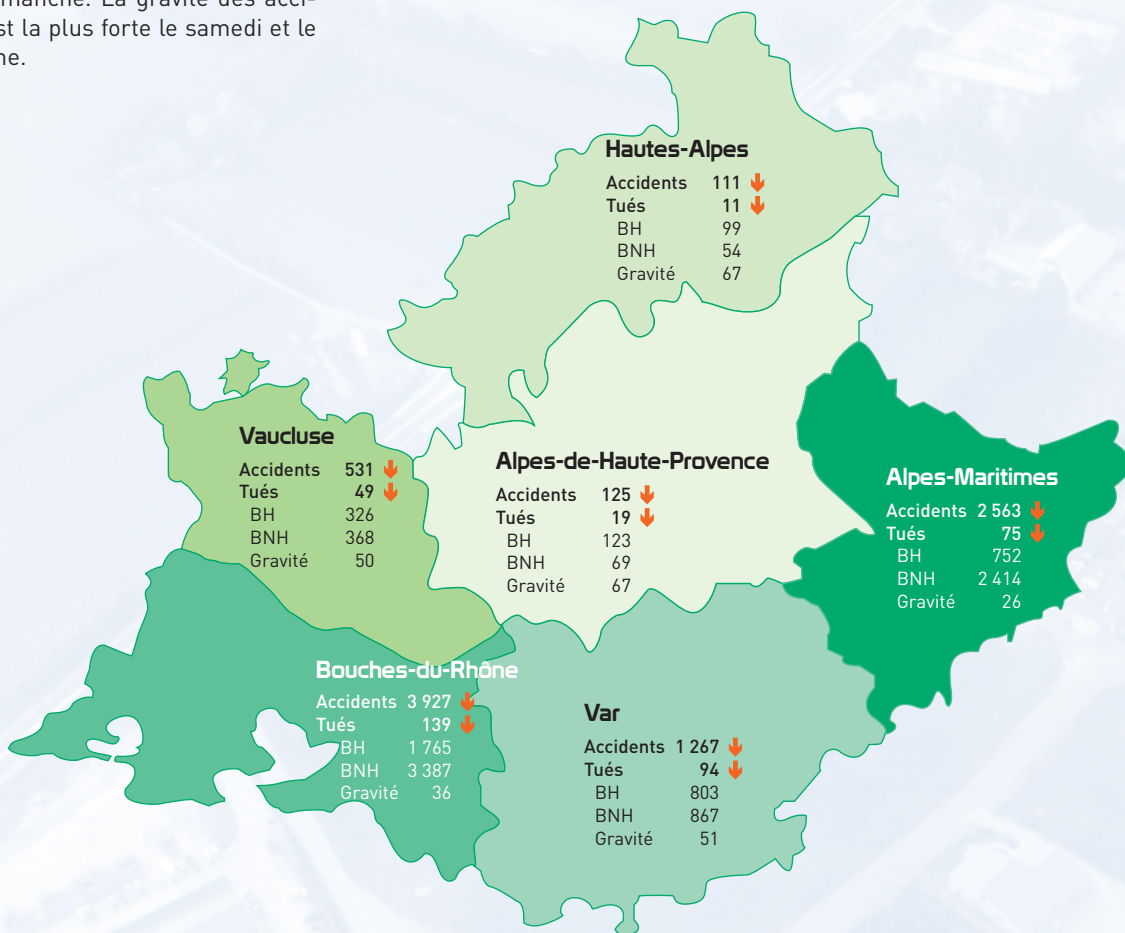 manche. La gravité des acci-
st la plus forte le samedi et le
ne.
Hautes-Alpes
Accidents 111
Tués 11
BH 99
BNH 54
Gravité 67
Vaucluse
Accidents 531
Tués 49
BH 326
BNH 368
Gravité 50
Alpes-de-Haute-Provence
Accidents 125
Tués 19
BH 123
BNH 69
Gravité 67
Alpes-Maritimes
Accidents 2 563
Tués 75
BH 752
BNH 2 414
Gravité 26
Bouches-du-Rhône
Accidents 3 927
Tués 139
BH 1 765
BNH 3 387
Gravité 36
Var
Accidents 1 267
Tués 94
BH 803
BNH 867
Gravité 51